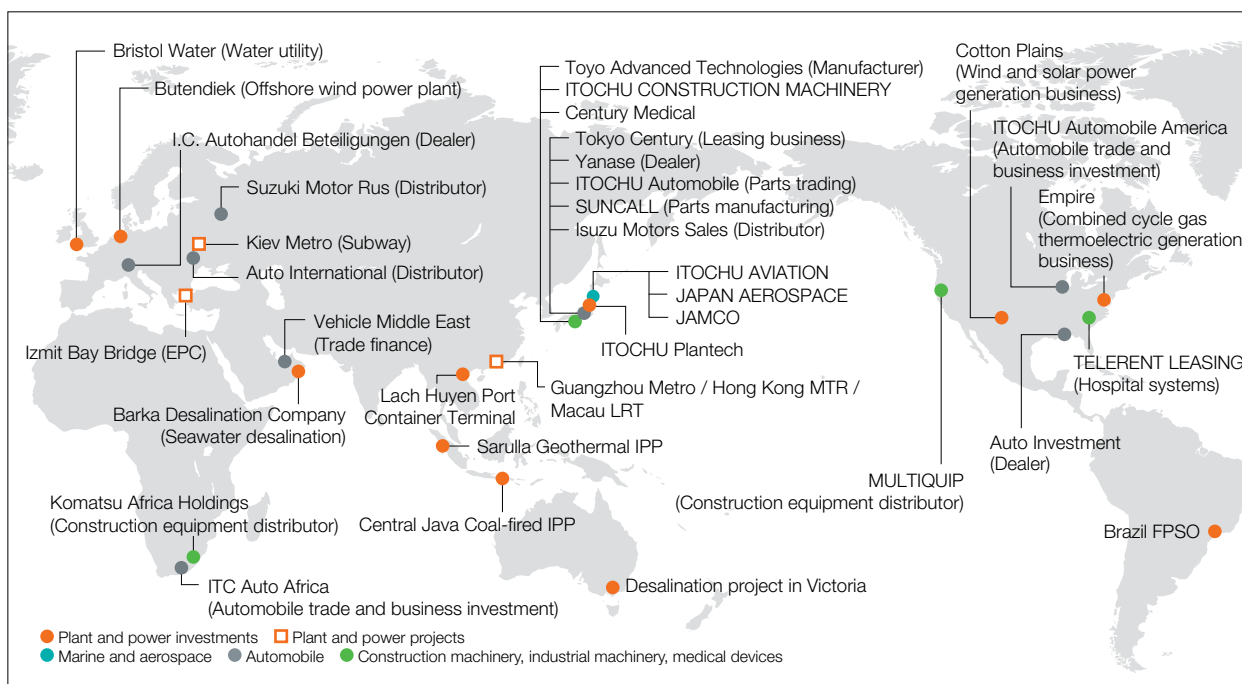 Bristol Water (Water utility)
Butendiek (Offshore wind power plant)
I.C. Autohandel Beteiligungen (Dealer)
Suzuki Motor Rus (Distributor)
Kiev Metro (Subway)
Auto International (Distributor)
Izmit Bay Bridge (EPC)
Vehicle Middle East
(Trade finance)
Barka Desalination Company
(Seawater desalination)
Komatsu Africa Holdings
(Construction equipment distributor)
ITC Auto Africa
(Automobile trade and business investment)
Toyo Advanced Technologies (Manufacturer)
ITOCHU CONSTRUCTION MACHINERY
Century Medical
Tokyo Century (Leasing business)
Yanase (Dealer)
ITOCHU Automobile (Parts trading)
SUNCALL (Parts manufacturing)
Isuzu Motors Sales (Distributor)
ITOCHU AVIATION
JAPAN AEROSPACE
JAMCO
ITOCHU Plantech
Guangzhou Metro / Hong Kong MTR /
Macau LRT
Lach Huyen Port
Container Terminal
Sarulla Geothermal IPP
Central Java Coal-fired IPP
Desalination project in Victoria
Cotton Plains
(Wind and solar power
generation business)
ITOCHU Automobile America
(Automobile trade and
business investment)
Empire
(Combined cycle gas
thermoelectric generation
business)
TELERENT LEASING
(Hospital systems)
Auto Investment
(Dealer)
MULTIQUIP
(Construction equipment distributor)
Brazil FPSO
Plant and power investments
Plant and power projects
Marine and aerospace
Automobile
Construction machinery, industrial machinery, medical devices